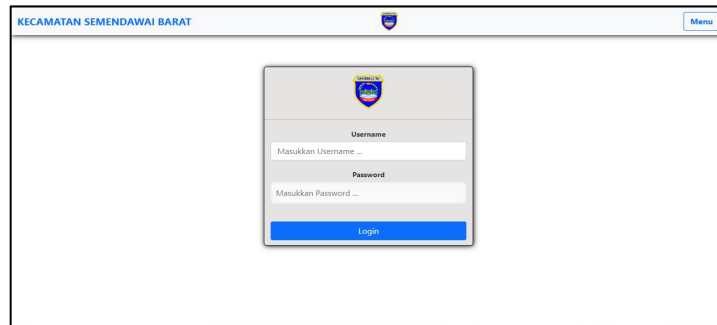 KECAMATAN SEMENDAWAI BARAT
Menu
Username
Masukkan Username ...
Password
Masukkan Password ...
Login